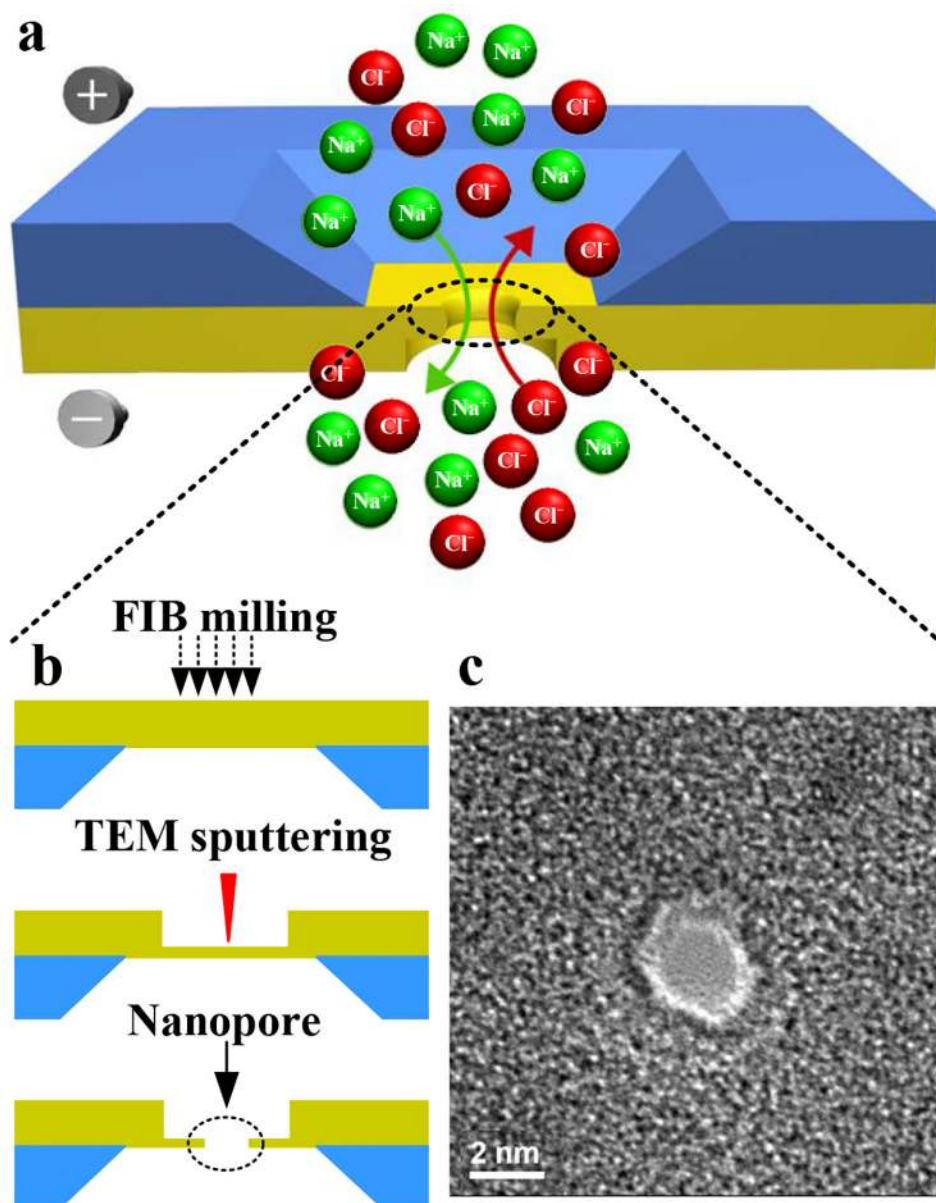 a
Na⁺
Na⁺
Cl⁻
+
Cl⁻
Na⁺
Cl⁻
Na⁺
Na⁺
Cl⁻
Na⁺
Na⁺
Cl⁻
Cl⁻
Cl⁻
−
Na⁺
Cl⁻
Cl⁻
Na⁺
Na⁺
Cl⁻
Na⁺
Na⁺
Cl⁻
Cl⁻
FIB milling
b
TEM sputtering
Nanopore
c
2 nm